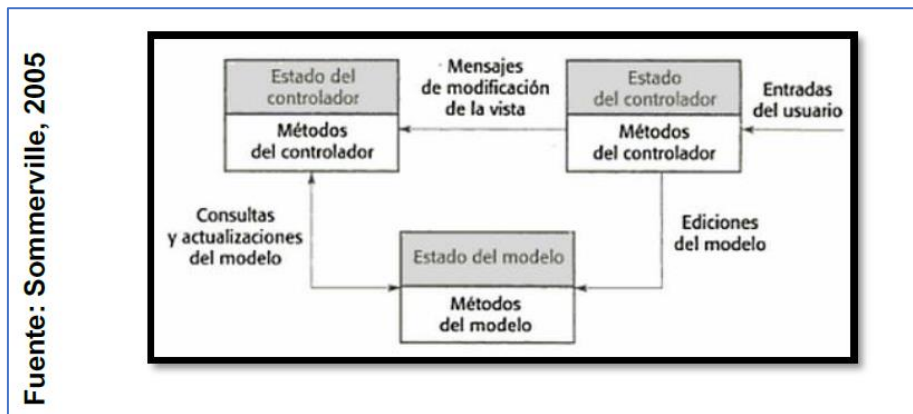 Fuente: Sommerville, 2005
Estado del
controlador
Métodos
del controlador
Mensajes
de modificación
de la vista
Estado
del controlador
Métodos
del controlador
Entradas
del usuario
Consultas
y actualizaciones
del modelo
Estado del modelo
Métodos
del modelo
Ediciones
del modelo